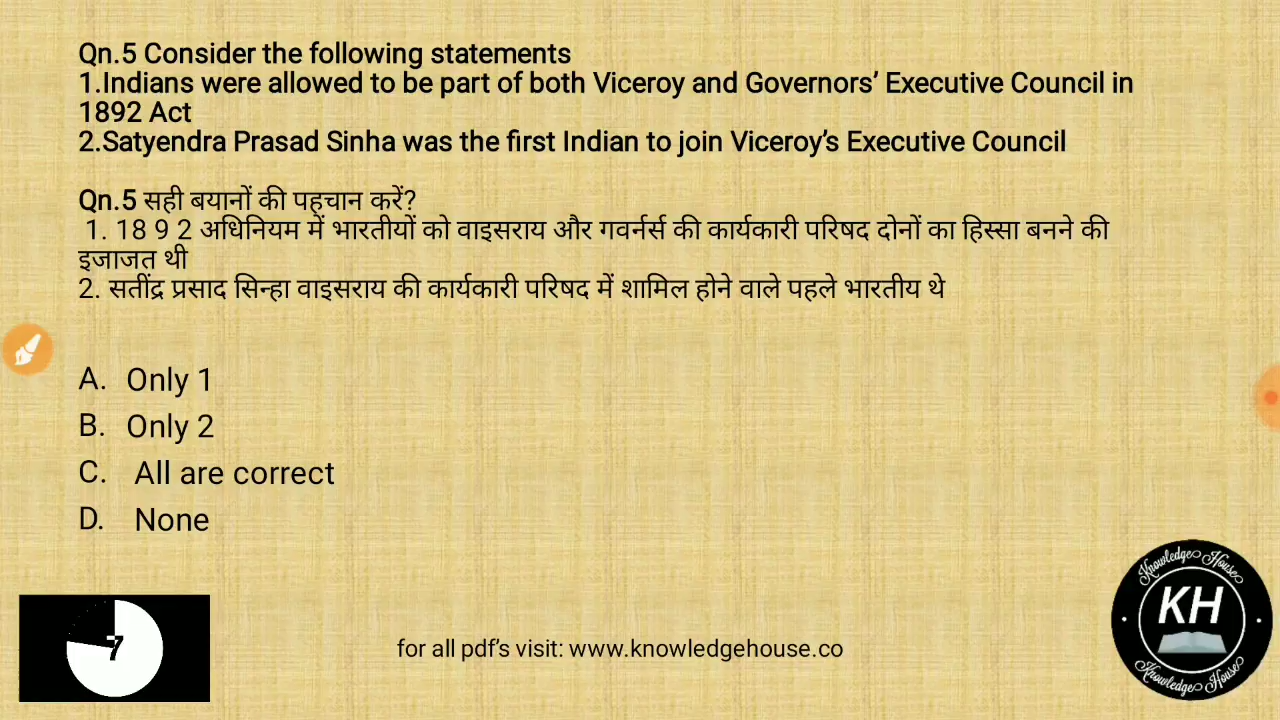 Qn.5 Consider the following statements
1.Indians were allowed to be part of both Viceroy and Governors’ Executive Council in
1892 Act
2.Satyendra Prasad Sinha was the first Indian to join Viceroy’s Executive Council
Qn.5 सही बयानों की पहचान करें?
1. 18 9 2 अधिनियम में भारतीयों को वाइसराय और गवर्नर्स की कार्यकारी परिषद दोनों का हिस्सा बनने की
इजाजत थी
2. सतींद्र प्रसाद सिन्हा वाइसराय की कार्यकारी परिषद में शामिल होने वाले पहले भारतीय थे
A. Only 1
B. Only 2
C. All are correct
D. None
7
for all pdf’s visit: www.knowledgehouse.co
Knowledge House
KH
Knowledge House